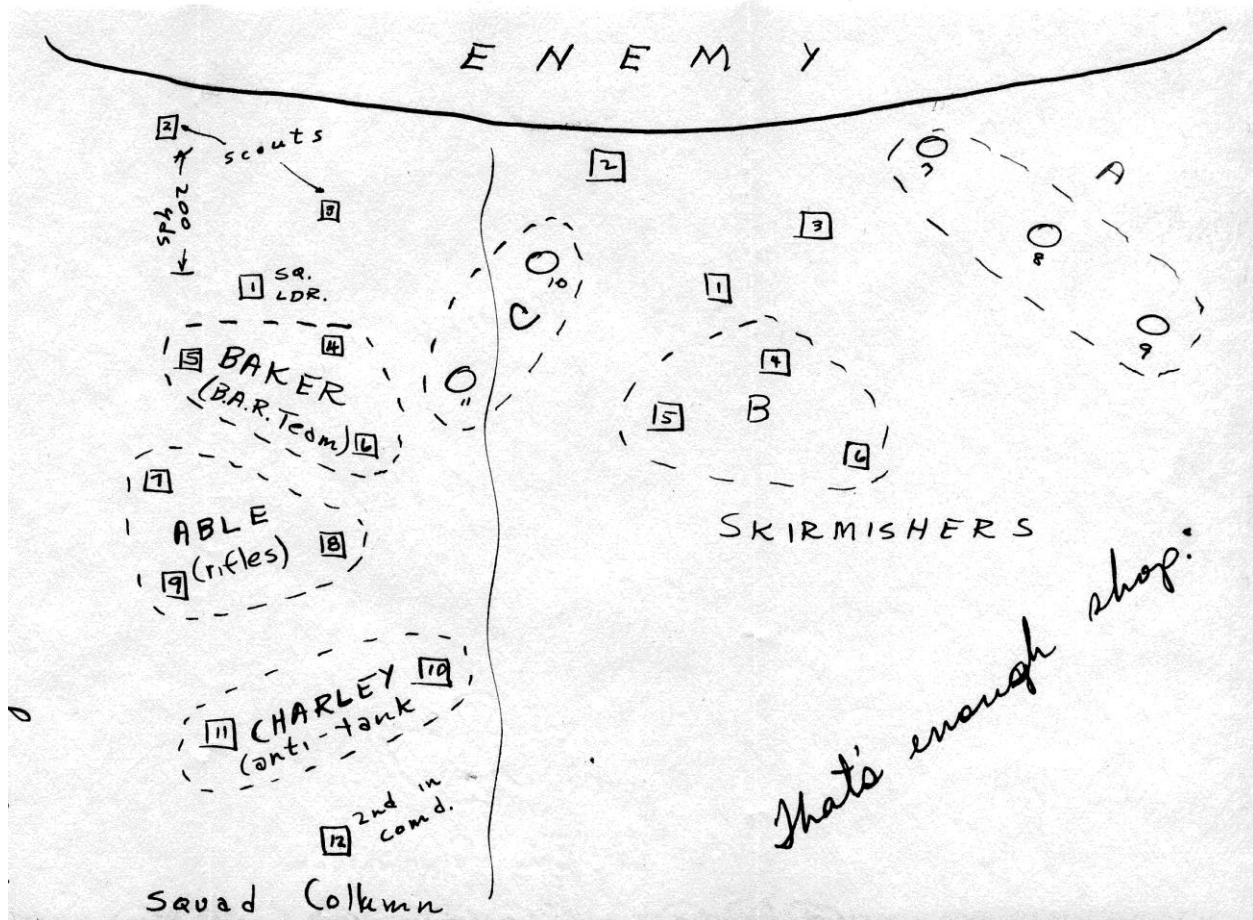 ENEMY
2
scouts
200 yds
3
1 SQ.
LDR.
4
5 BAKER
(B.A.R. Team) 6
7
ABLE
8
9 (rifles)
10
11 CHARLEY
(anti-tank
2nd in
comd.
12
Squad Collumn
2
3
1
10
C
11
4
5 B
6
7
A
8
9
SKIRMISHERS
That's enough shop.